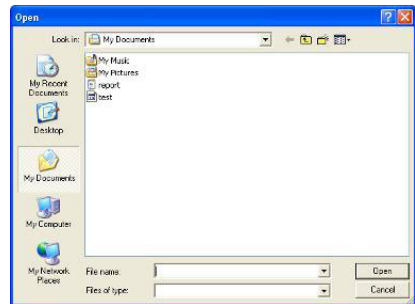 Open
Look in: My Documents
My Music
My Pictures
report
test
My Recent
Documents
Desktop
My Documents
My Computer
My Network
Places
File name:
Open
Files of type:
Cancel